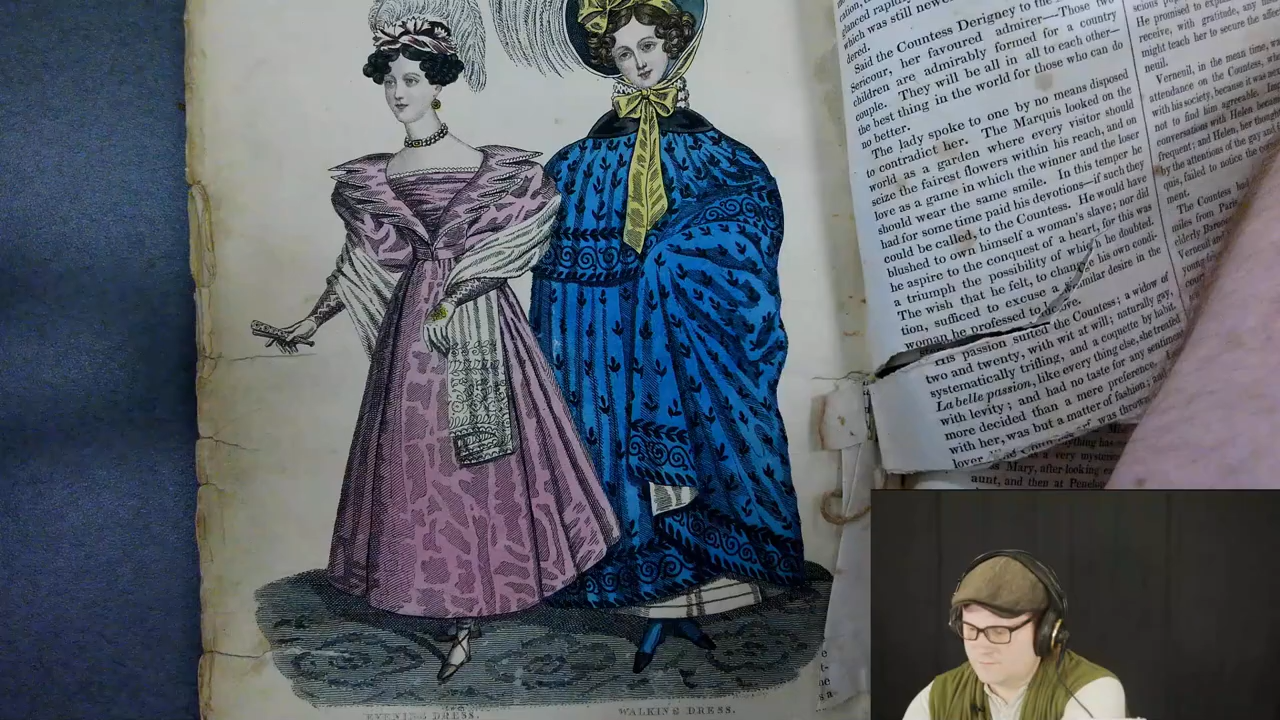 EVENING DRESS.
WALKING DRESS.
which was still newe
dered.
Said the Countess Derigney to the
Sericour, her favoured admirer—Those two
children are admirably formed for a country
couple. They will be all in all to each other—
the best thing in the world for those who can do
no better.
The lady spoke to one by no means disposed
to contradict her. The Marquis looked on the
world as a garden where every visitor should
seize the fairest flowers within his reach, and on
love as a game in which the winner and the loser
should wear the same smile. In this temper he
had for some time paid his devotions—if such they
could be called, to the Countess. He would have
blushed to own himself a woman's slave; nor did
he aspire to the conquest of a heart, for this was
a triumph the possibility of which he doubted.
The wish that he felt, to change his own condi-
tion, sufficed to excuse a similar desire in the
woman he professed to love.
cus passion suited the Countess; a widow of
two and twenty, with wit at will; naturally gay,
systematically trifling, and a coquette by habit.
La belle passion, like every thing else, she treated
with levity; and had no taste for any sentiment
more decided than a mere preference.
with her, was but a matter of fashion;
lover was thrown
Mary, after looking
aunt, and then at Penelope
He promised to
receive, with gratitude, any
might teach her to secure the
neuil.
Verneuil, in the mean time,
attendance on the Countess,
with his society, because it was
not to find him agreeable.
conversations with Helen became
frequent; and Helen, her
by the attentions of the gay and
quis, failed to notice the
The Countess had
miles from Paris
elderly
Verneuil